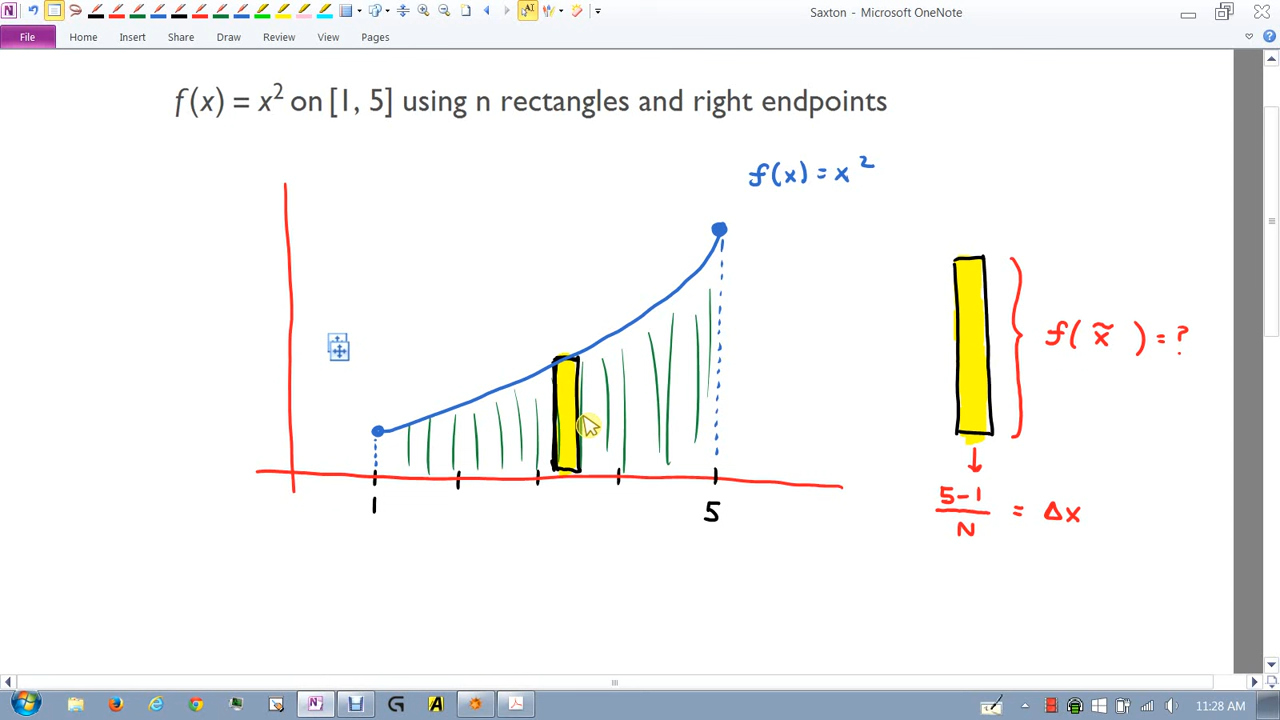 Saxton - Microsoft OneNote
File Home Insert Share Draw Review View Pages
f(x) = x² on [1, 5] using n rectangles and right endpoints
f(x) = x²
f( x̃ ) = ?
1 5
5-1
N
= Δx
11:28 AM